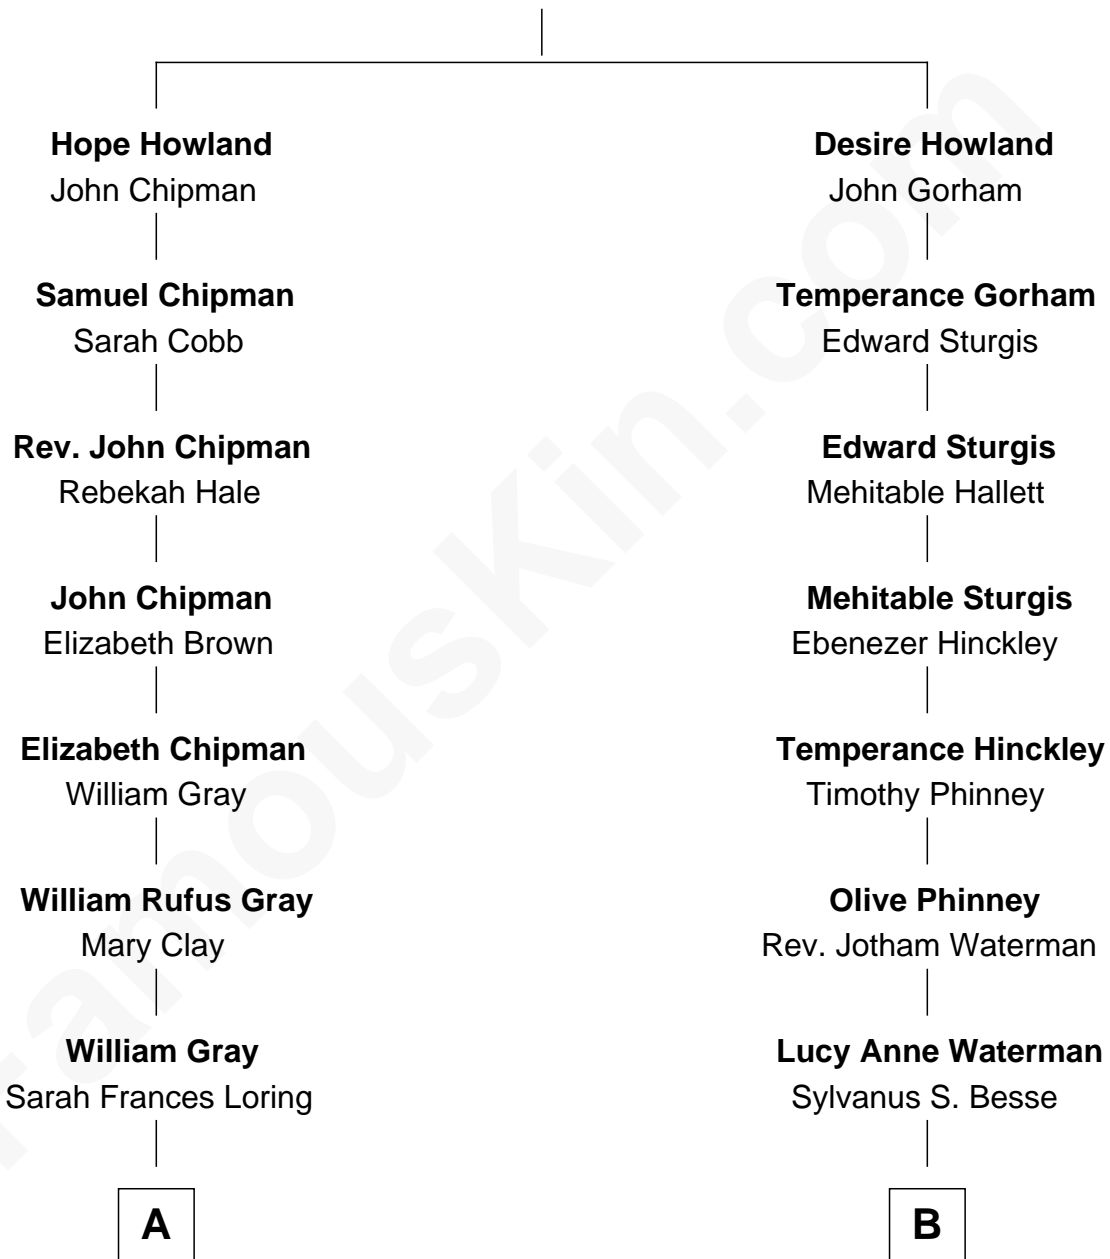 Hope Howland
John Chipman
Desire Howland
John Gorham
Samuel Chipman
Sarah Cobb
Temperance Gorham
Edward Sturgis
Rev. John Chipman
Rebekah Hale
Edward Sturgis
Mehitable Hallett
John Chipman
Elizabeth Brown
Mehitable Sturgis
Ebenezer Hinckley
Elizabeth Chipman
William Gray
Temperance Hinckley
Timothy Phinney
William Rufus Gray
Mary Clay
Olive Phinney
Rev. Jotham Waterman
William Gray
Sarah Frances Loring
Lucy Anne Waterman
Sylvanus S. Besse
A
B
FamousKin.com